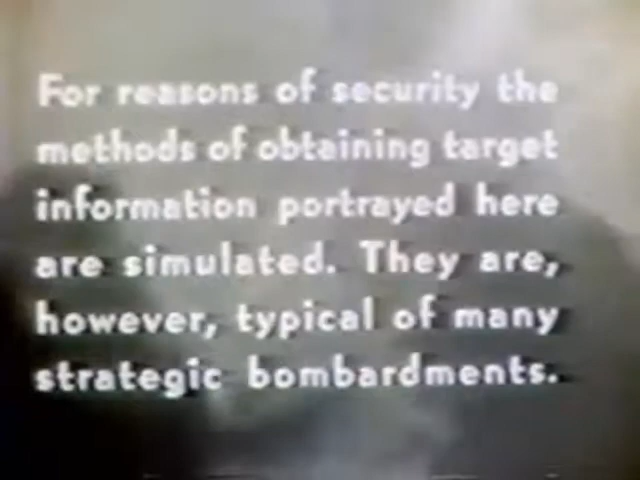 For reasons of security the
methods of obtaining target
information portrayed here
are simulated. They are,
however, typical of many
strategic bombardments.